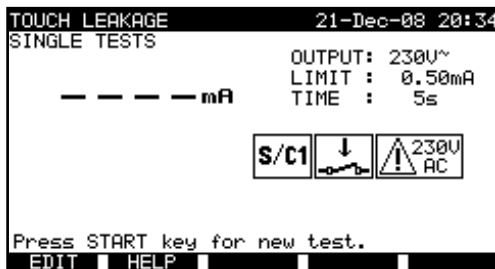 TOUCH LEAKAGE 21-Dec-08 20:34
SINGLE TESTS
OUTPUT: 230V~
LIMIT : 0.50mA
TIME : 5s
————mA
S/C1
230V
AC
Press START key for new test.
EDIT HELP